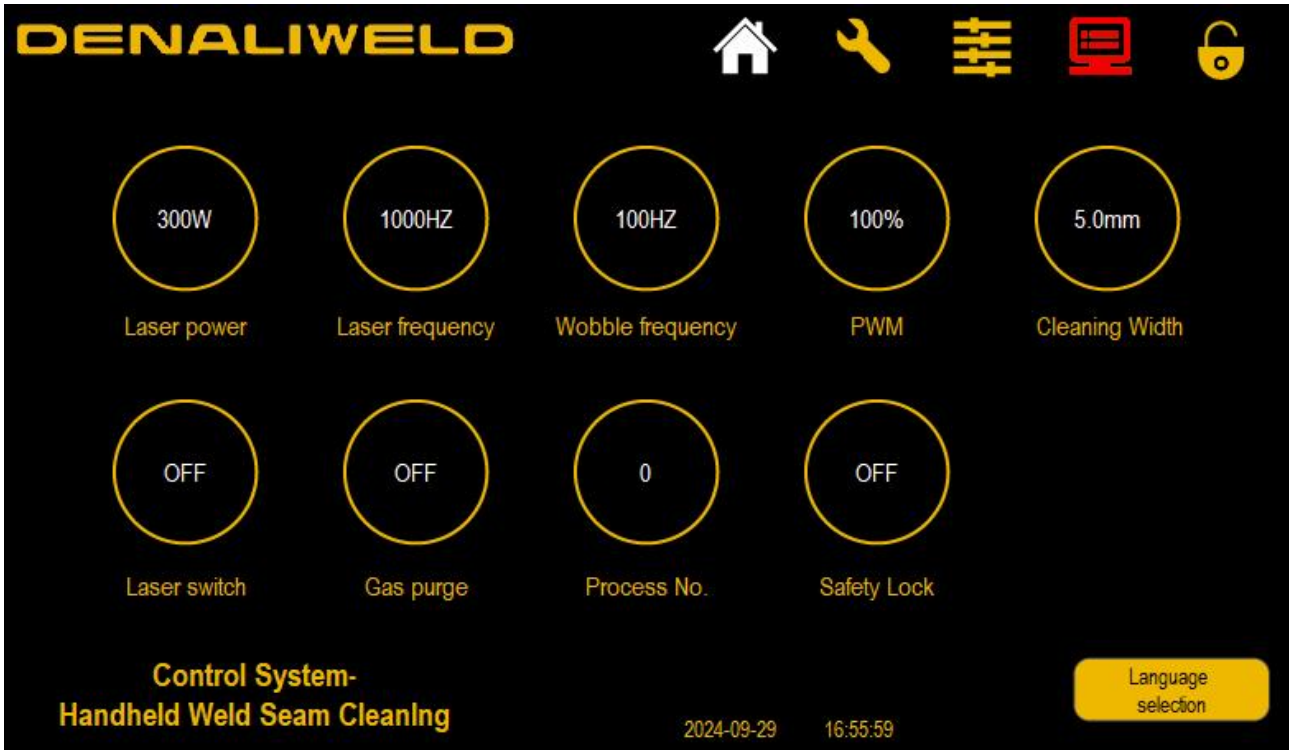 DENALIWELD
300W
1000HZ
100HZ
100%
5.0mm
Laser power
Laser frequency
Wobble frequency
PWM
Cleaning Width
OFF
OFF
0
OFF
Laser switch
Gas purge
Process No.
Safety Lock
Control System-
Handheld Weld Seam CleanIng
2024-09-29
16:55:59
Language
selection